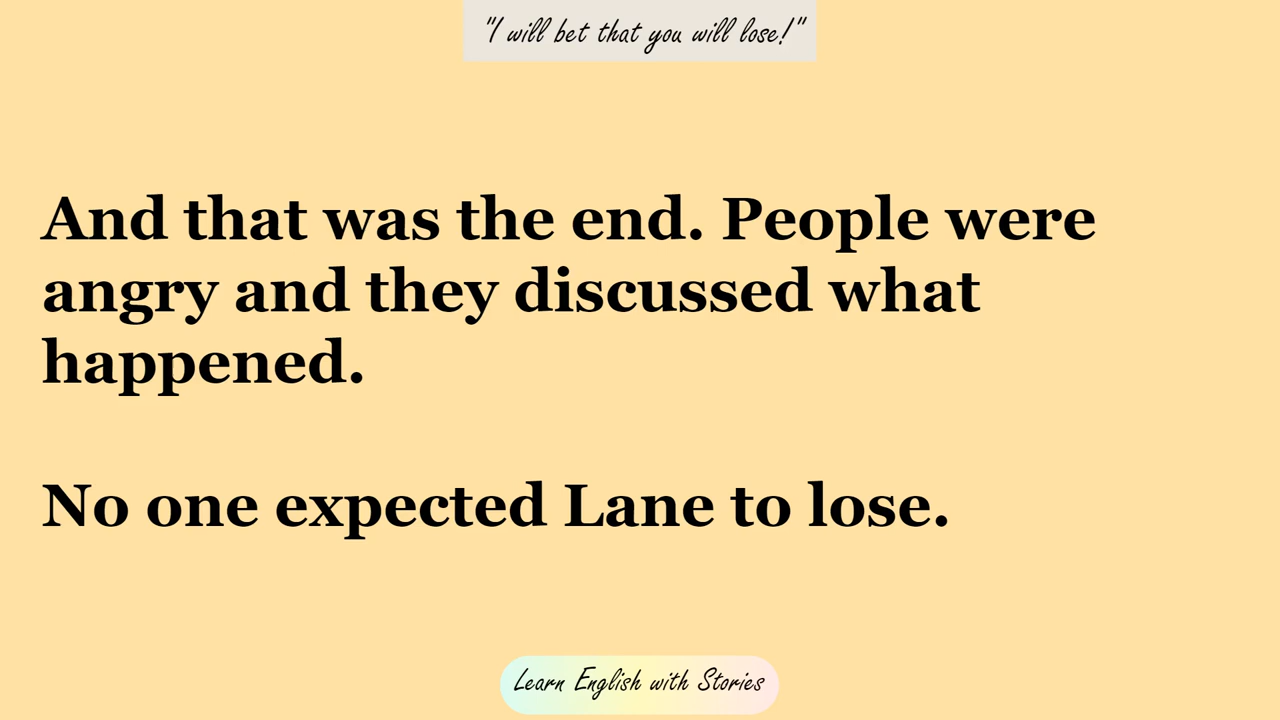 "I will bet that you will lose!"
And that was the end. People were
angry and they discussed what
happened.
No one expected Lane to lose.
Learn English with Stories